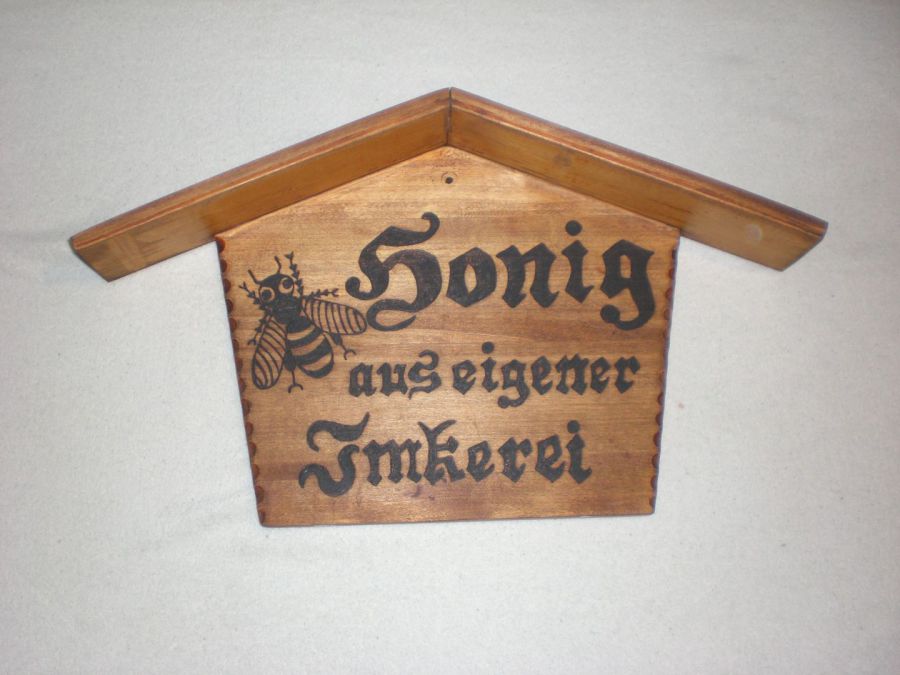 Honig
aus eigener
Imkerei